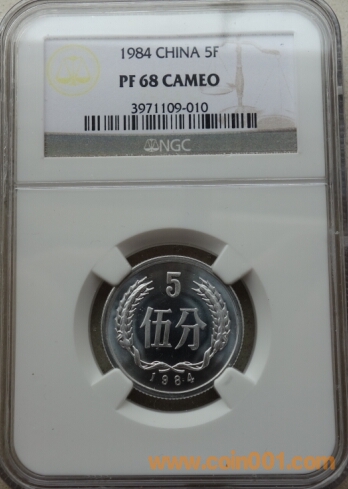 1984 CHINA 5F
PF 68 CAMEO
3971109-010
NGC
5
伍分
1984
www.coin001.com